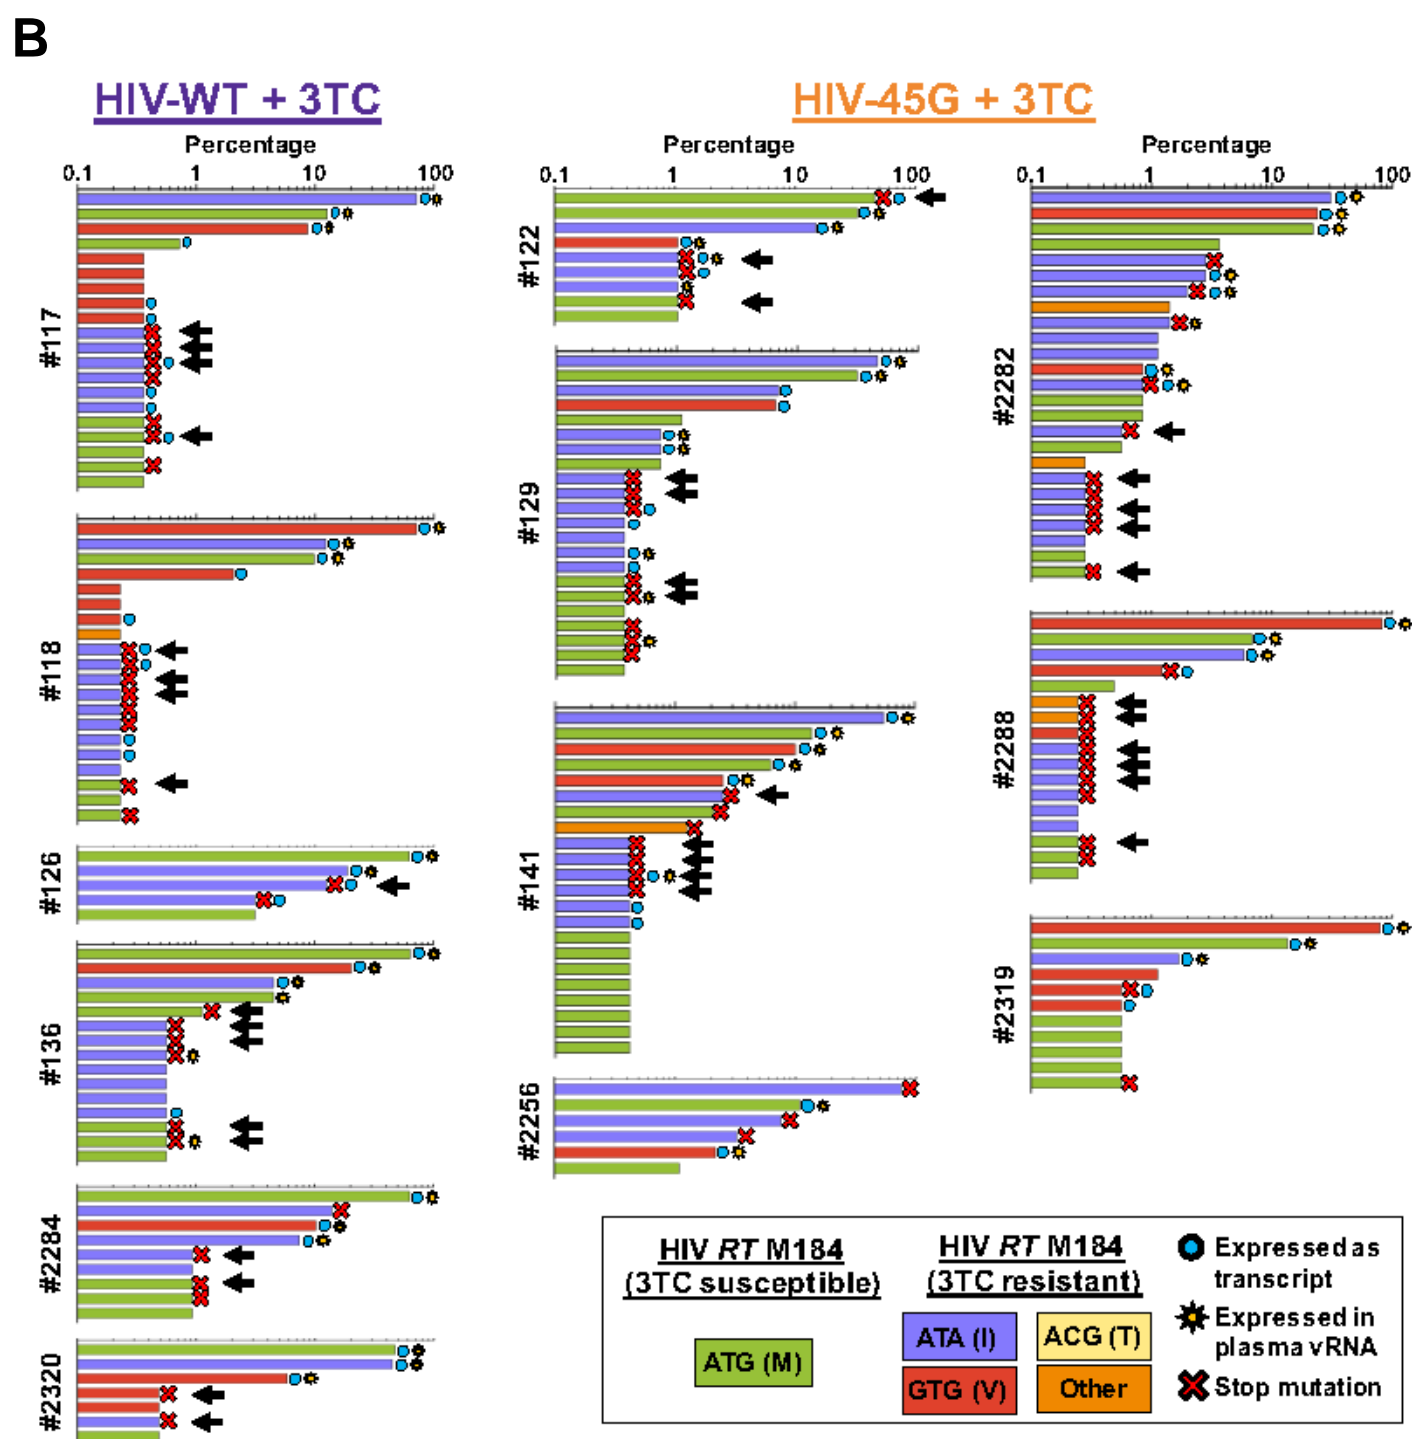 B
HIV-WT + 3TC
HIV-45G + 3TC
Percentage
Percentage
Percentage
0.1 1 10 100
0.1 1 10 100
0.1 1 10 100
#117
#118
#126
#136
#2284
#2320
#122
#129
#141
#2256
#2282
#2288
#2319
HIV RT M184
(3TC susceptible)
ATG (M)
HIV RT M184
(3TC resistant)
ATA (I)
ACG (T)
GTG (V)
Other
Expressed as
transcript
Expressed in
plasma vRNA
Stop mutation